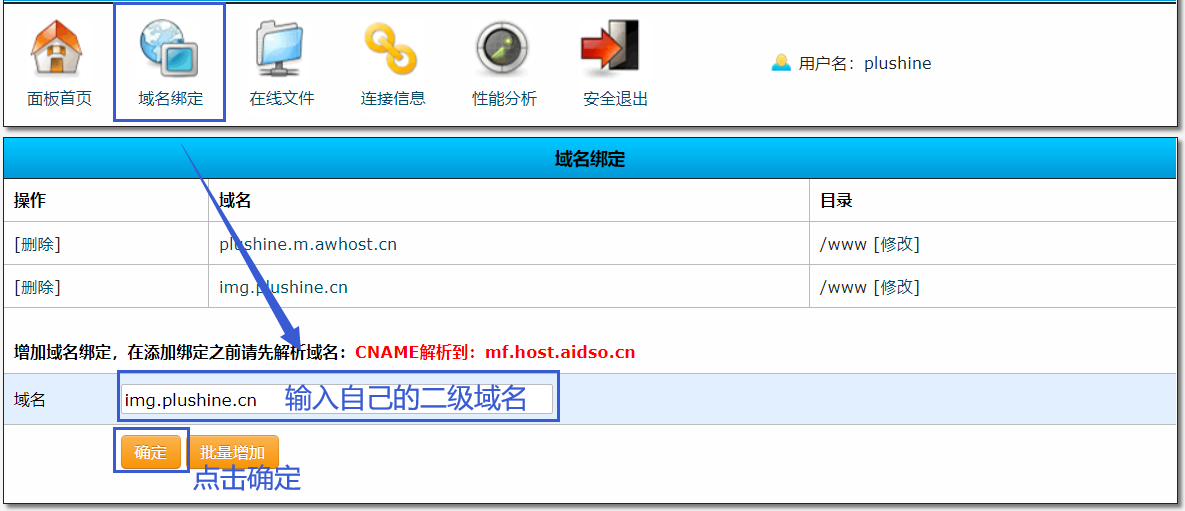 面板首页 域名绑定 在线文件 连接信息 性能分析 安全退出 用户名：plushine
域名绑定
操作 域名 目录
[删除] plushine.m.awhost.cn /www [修改]
[删除] img.plushine.cn /www [修改]
增加域名绑定，在添加绑定之前请先解析域名：CNAME解析到：mf.host.aidso.cn
域名 img.plushine.cn 输入自己的二级域名
确定 批量增加
点击确定